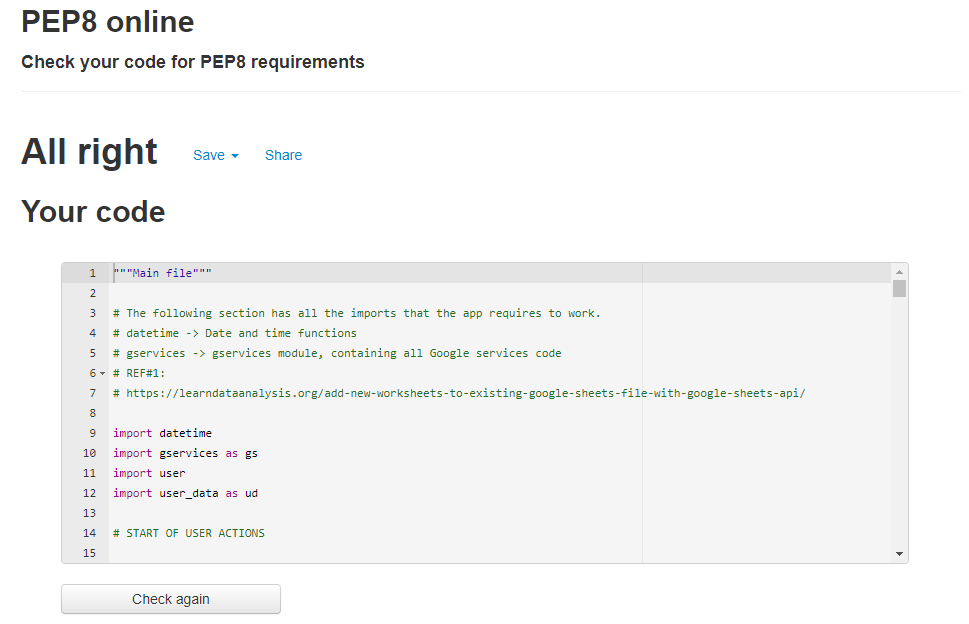 PEP8 online
Check your code for PEP8 requirements
All right Save Share
Your code
1 """Main file"""
2
3 # The following section has all the imports that the app requires to work.
4 # datetime -> Date and time functions
5 # gservices -> gservices module, containing all Google services code
6 # REF#1:
7 # https://learndataanalysis.org/add-new-worksheets-to-existing-google-sheets-file-with-google-sheets-api/
8
9 import datetime
10 import gservices as gs
11 import user
12 import user_data as ud
13
14 # START OF USER ACTIONS
15
Check again